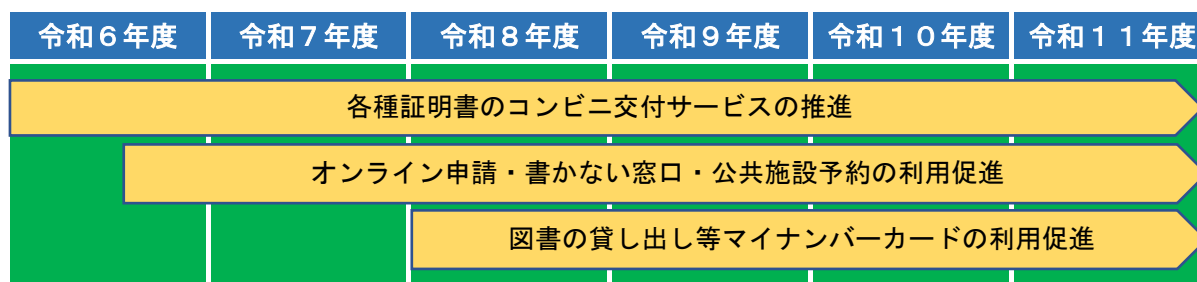 令和６年度 令和７年度 令和８年度 令和９年度 令和１０年度 令和１１年度
各種証明書のコンビニ交付サービスの推進
オンライン申請・書かない窓口・公共施設予約の利用促進
図書の貸し出し等マイナンバーカードの利用促進